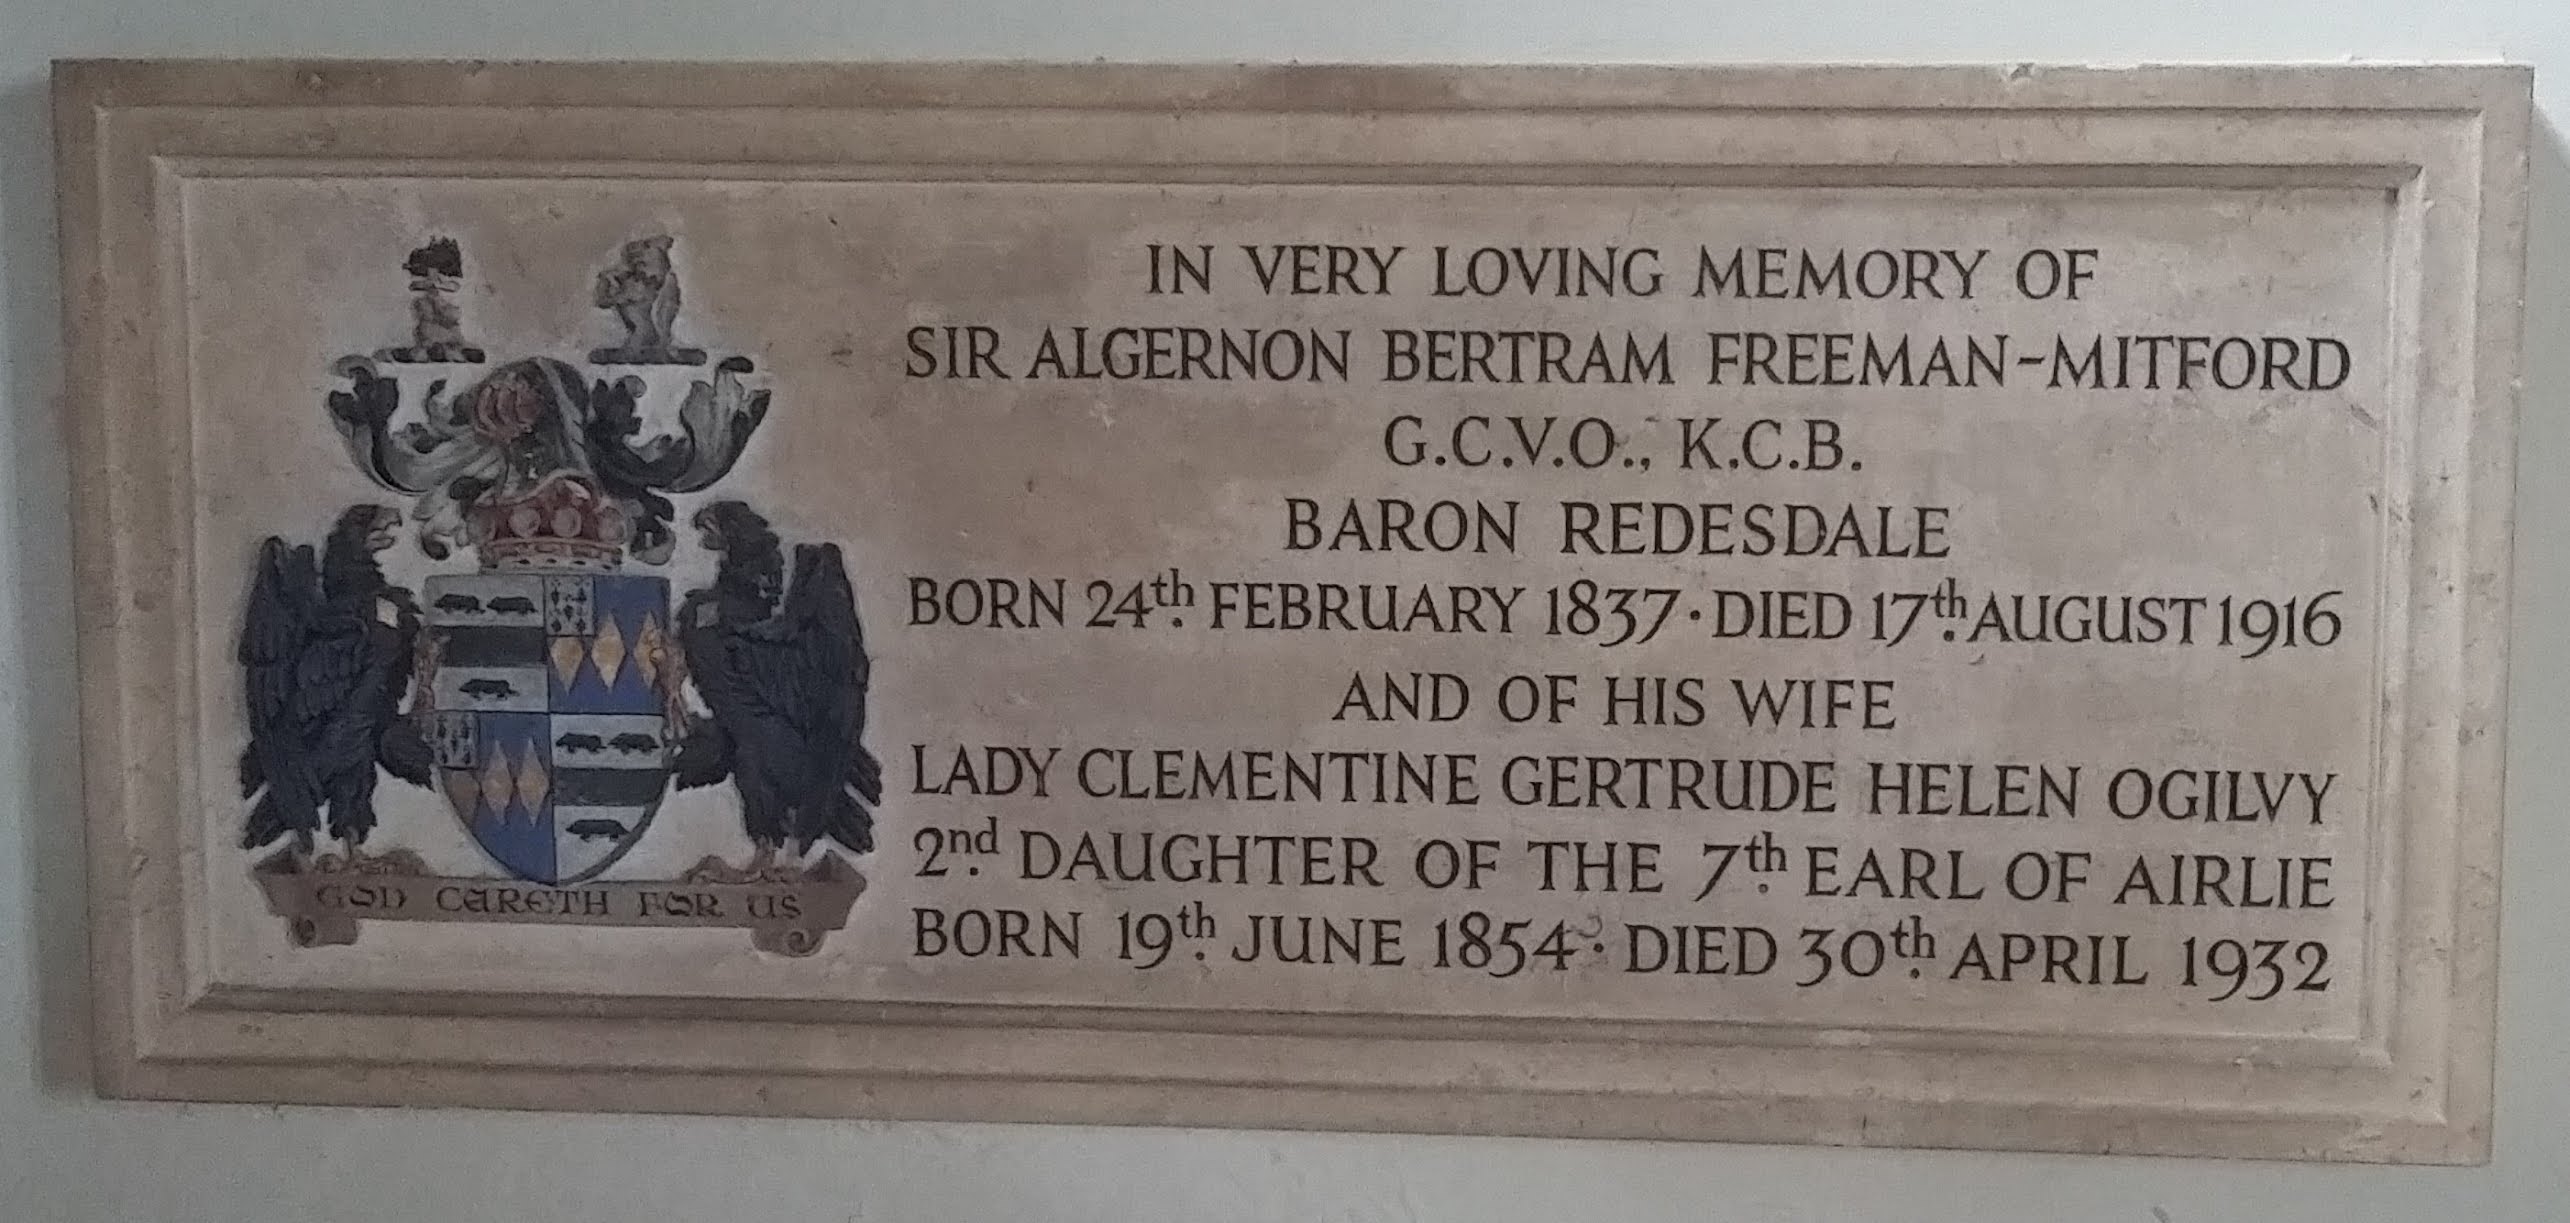 IN VERY LOVING MEMORY OF
SIR ALGERNON BERTRAM FREEMAN-MITFORD
G.C.V.O., K.C.B.
BARON REDESDALE
BORN 24th. FEBRUARY 1837 · DIED 17th. AUGUST 1916
AND OF HIS WIFE
LADY CLEMENTINE GERTRUDE HELEN OGILVY
2nd. DAUGHTER OF THE 7th. EARL OF AIRLIE
BORN 19th. JUNE 1854 · DIED 30th. APRIL 1932
GOD CARETH FOR US